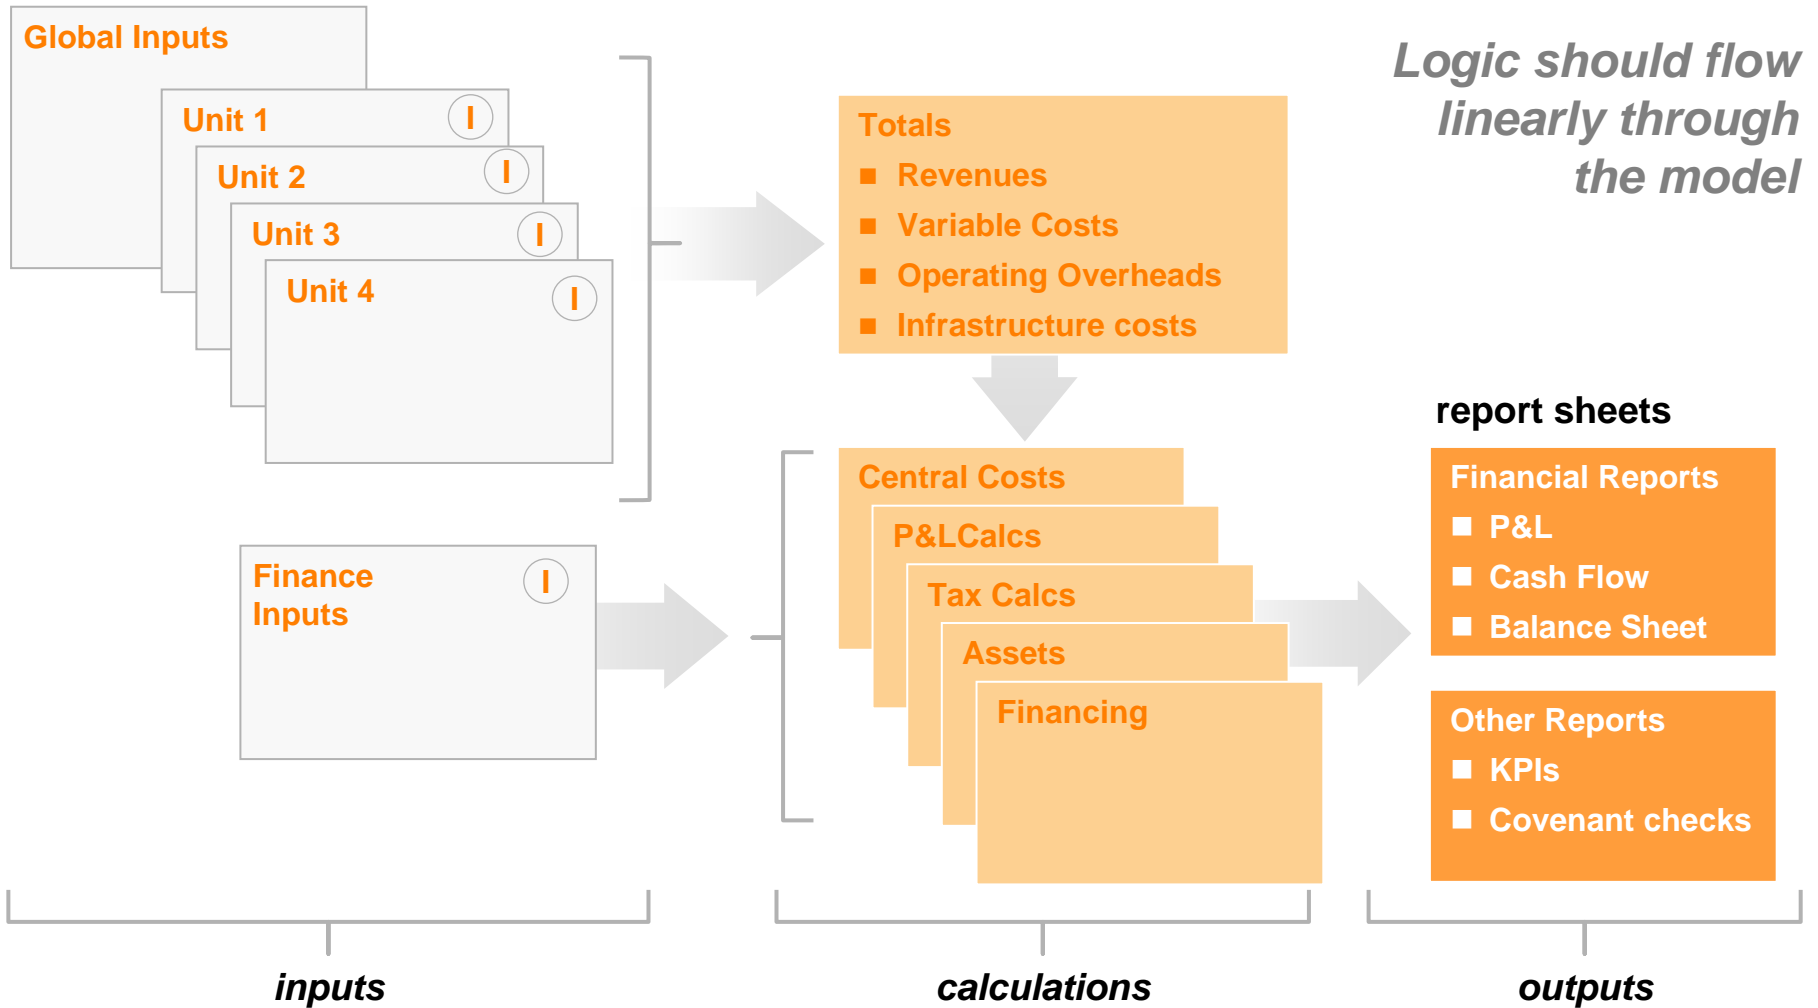 Global Inputs
Unit 1
I
Unit 2
I
Unit 3
I
Unit 4
I
Finance
Inputs
I
Totals
■ Revenues
■ Variable Costs
■ Operating Overheads
■ Infrastructure costs
Logic should flow
linearly through
the model
Central Costs
P&LCalcs
Tax Calcs
Assets
Financing
report sheets
Financial Reports
■ P&L
■ Cash Flow
■ Balance Sheet
Other Reports
■ KPIs
■ Covenant checks
inputs
calculations
outputs